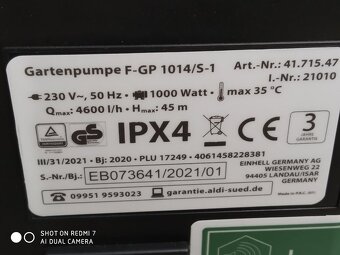 Gartenpumpe F-GP 1014/S-1
Art.-Nr.: 41.715.47
I.-Nr.: 21010
230 V~, 50 Hz · 1000 Watt · max 35 °C
Qmax: 4600 l/h · Hmax: 45 m
GS
IPX4
CE
3
III/31/2021 · Bj: 2020 · PLU 17249 · 4061458228381
EINHELL GERMANY AG
WIESENWEG 22
94405 LANDAU/ISAR
GERMANY
S.-Nr./Bj.: EB073641/2021/01
09951 9593023
garantie.aldi-sued.de
SHOT ON REDMI 7
AI DUAL CAMERA